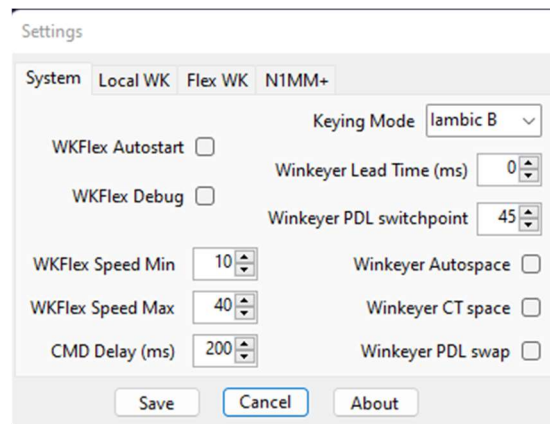 Settings
System Local WK Flex WK N1MM+
Keying Mode Iambic B
WKFlex Autostart
Winkeyer Lead Time (ms) 0
WKFlex Debug
Winkeyer PDL switchpoint 45
WKFlex Speed Min 10 Winkeyer Autospace
WKFlex Speed Max 40 Winkeyer CT space
CMD Delay (ms) 200 Winkeyer PDL swap
Save Cancel About